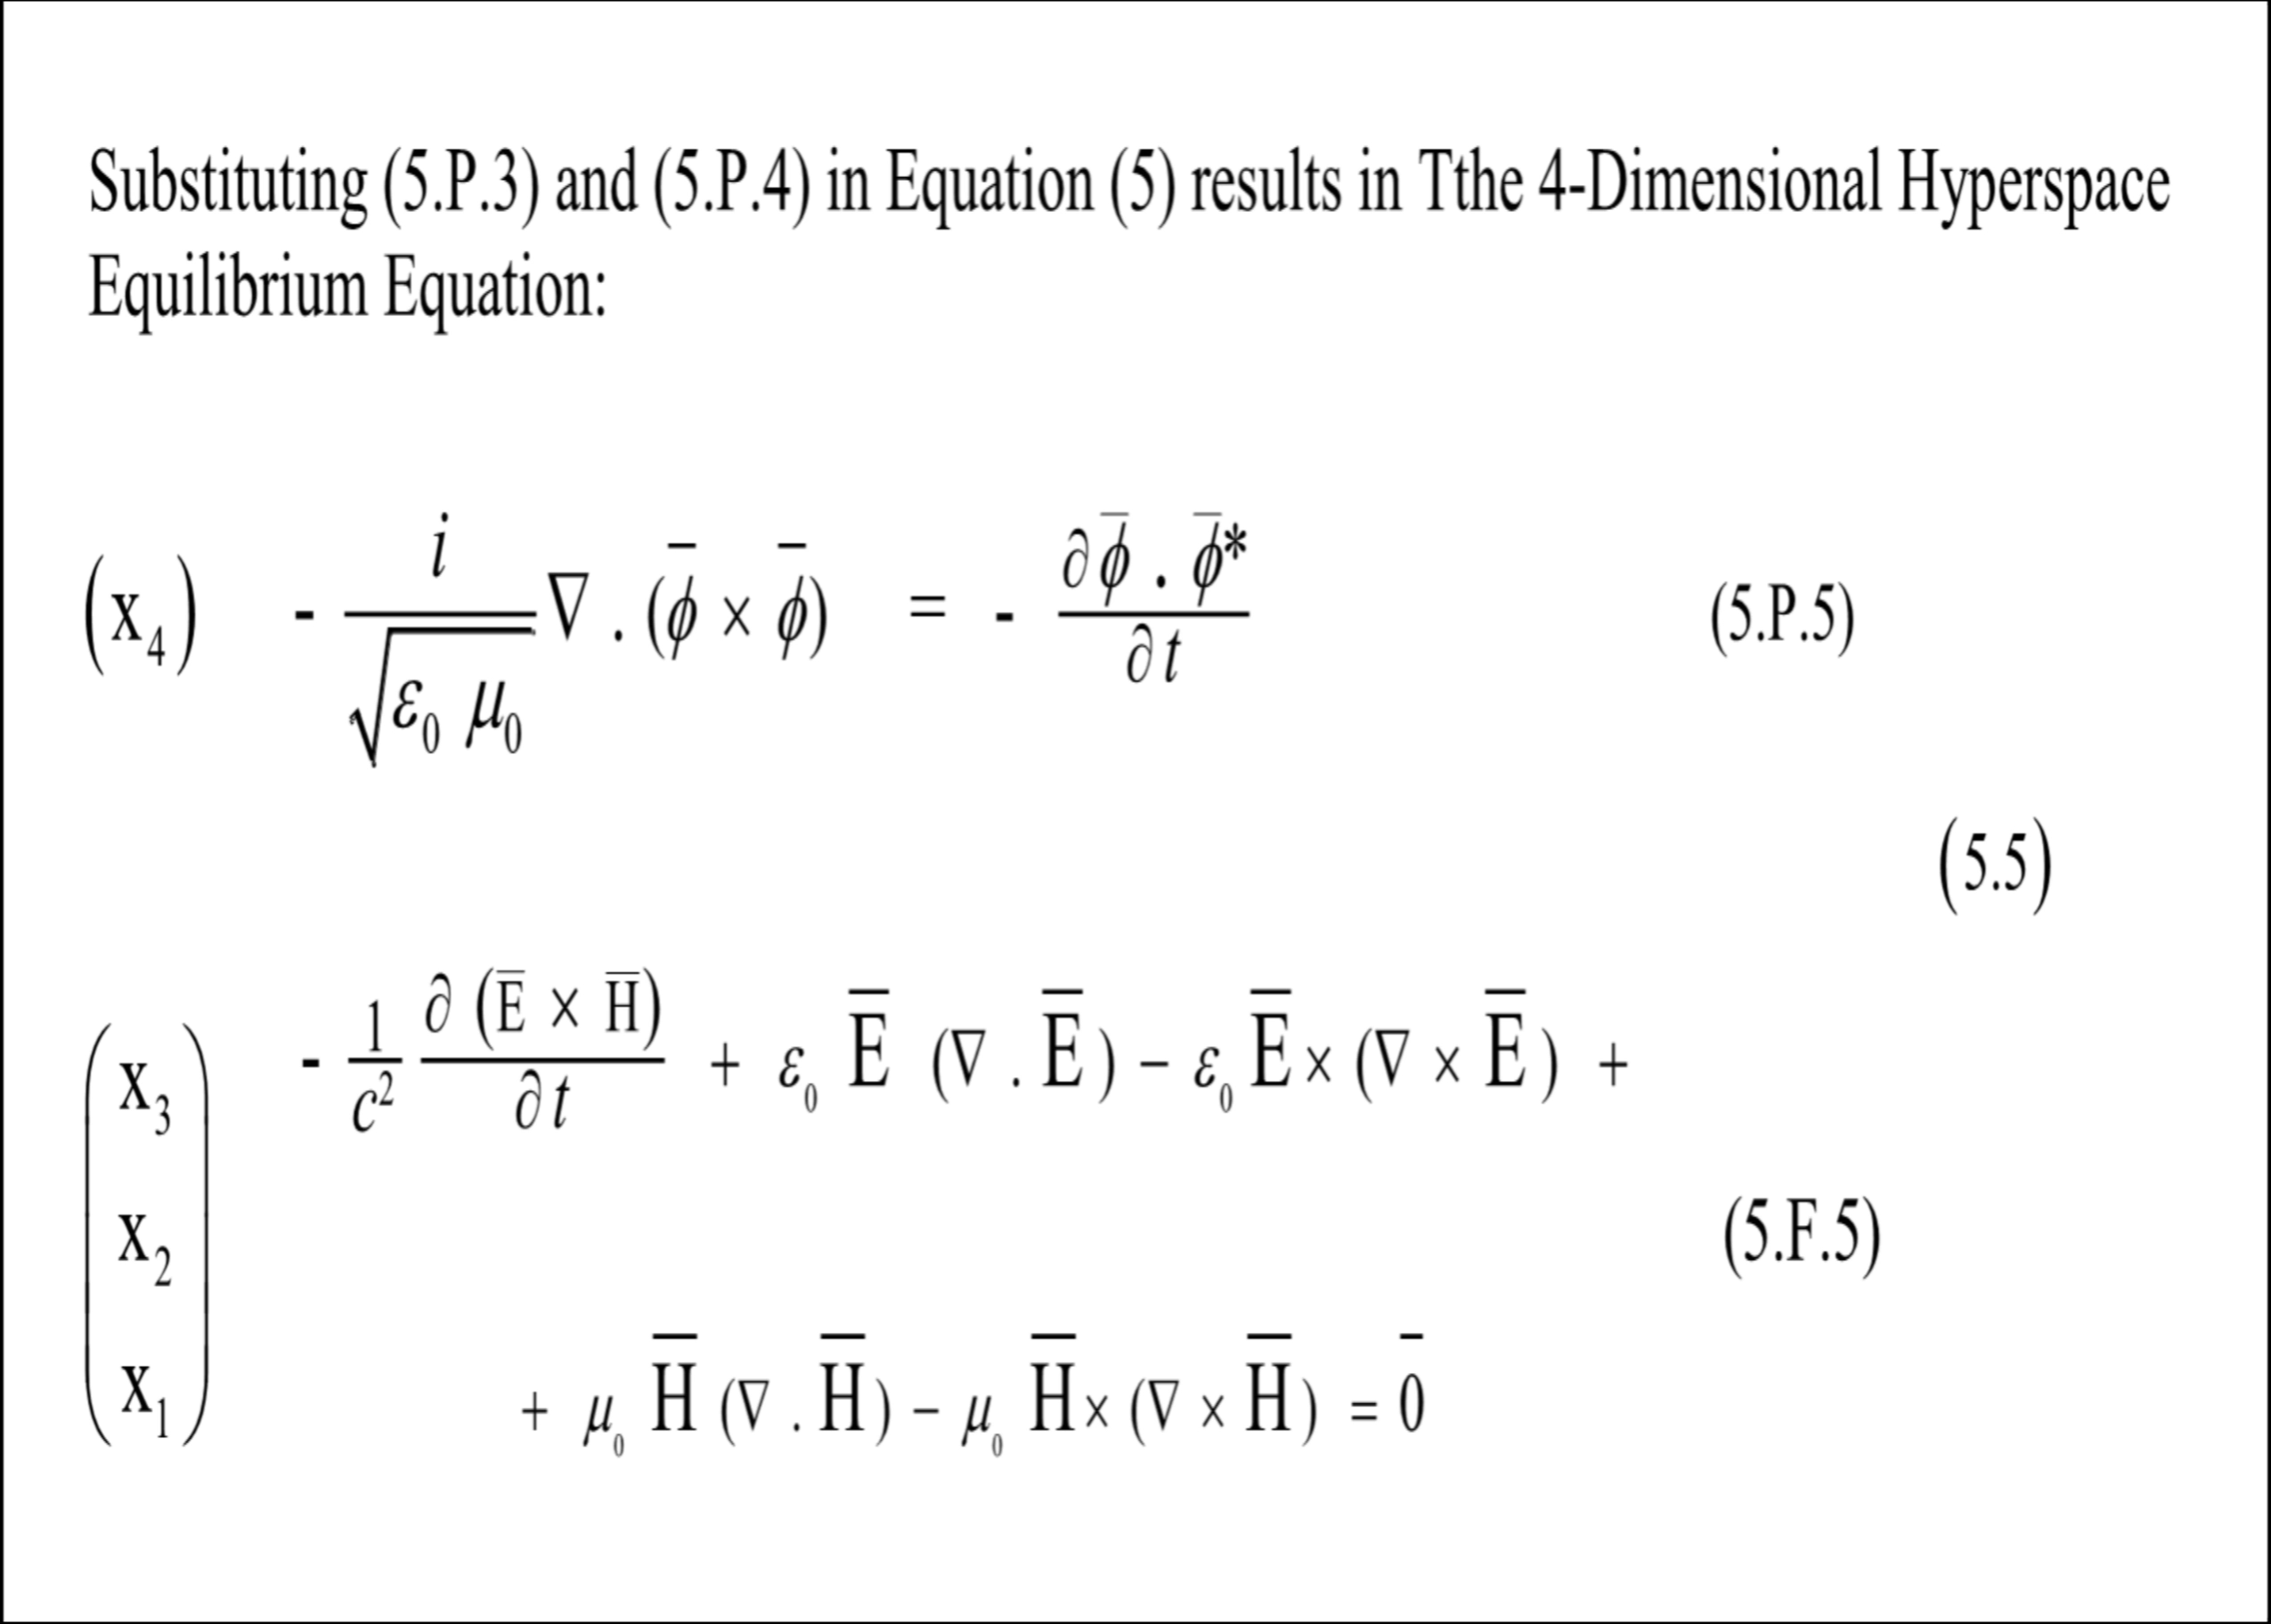 Substituting (5.P.3) and (5.P.4) in Equation (5) results in Tthe 4-Dimensional Hyperspace
Equilibrium Equation:
(x₄) - i/√(ε₀ μ₀) ∇ . (ϕ̅ × ϕ̅) = - ∂ϕ̅ . ϕ̅*/∂t (5.P.5)
(5.5)
(x₃ x₂ x₁) - 1/c² ∂ (E̅ × H̅)/∂t + ε₀ E̅ (∇ . E̅) − ε₀ E̅ × (∇ × E̅) +
(5.F.5)
+ μ₀ H̅ (∇ . H̅) − μ₀ H̅ × (∇ × H̅) = 0̅